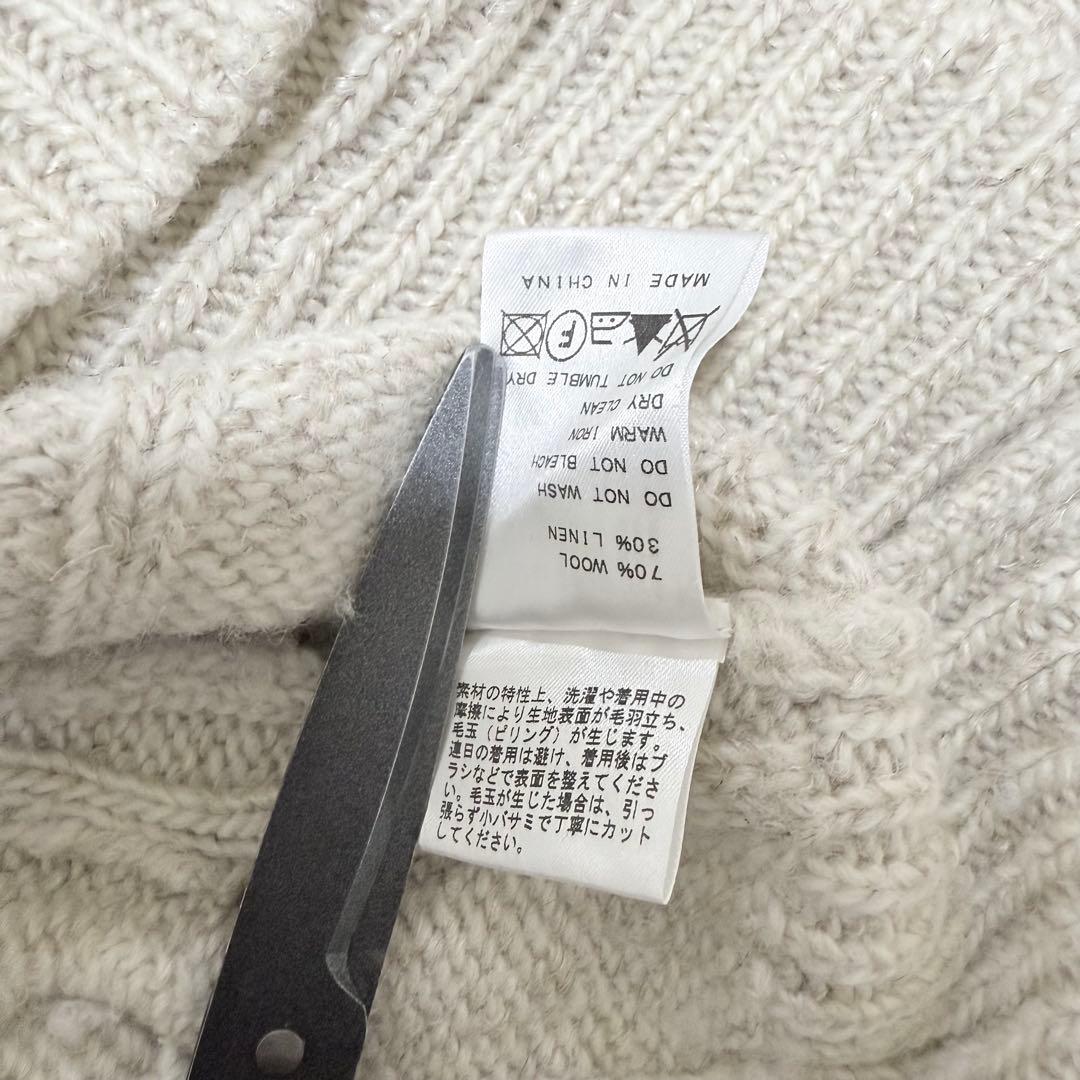 70% WOOL
30% LINEN
DO NOT WASH
DO NOT BLEACH
WARM IRON
DRY CLEAN
DO NOT TUMBLE DRY
F
MADE IN CHINA
素材の特性上、洗濯や着用中の
摩擦により生地表面が毛羽立ち、
毛玉（ピリング）が生じます。
連日の着用は避け、着用後はブ
ラシなどで表面を整えてくださ
い。毛玉が生じた場合は、引っ
張らず小バサミで丁寧にカット
してください。